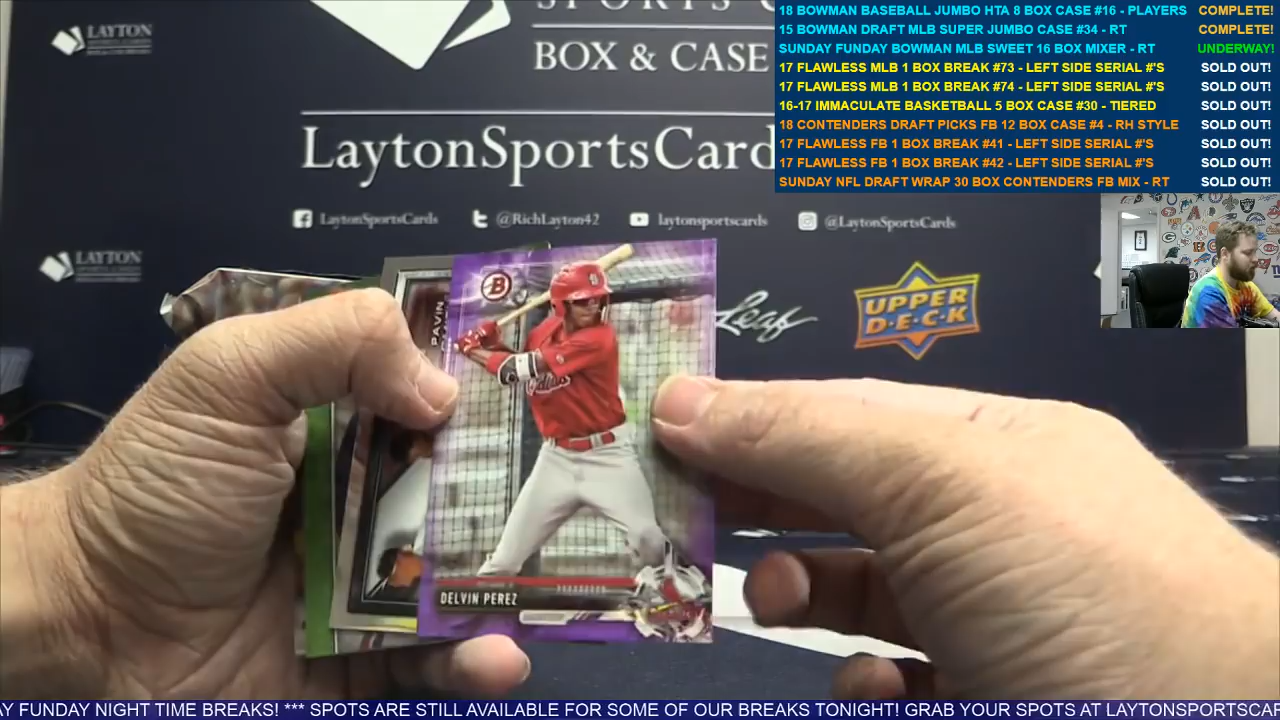 18 BOWMAN BASEBALL JUMBO HTA 8 BOX CASE #16 - PLAYERS COMPLETE!
15 BOWMAN DRAFT MLB SUPER JUMBO CASE #34 - RT COMPLETE!
SUNDAY FUNDAY BOWMAN MLB SWEET 16 BOX MIXER - RT UNDERWAY!
17 FLAWLESS MLB 1 BOX BREAK #73 - LEFT SIDE SERIAL #'S SOLD OUT!
17 FLAWLESS MLB 1 BOX BREAK #74 - LEFT SIDE SERIAL #'S SOLD OUT!
16-17 IMMACULATE BASKETBALL 5 BOX CASE #30 - TIERED SOLD OUT!
18 CONTENDERS DRAFT PICKS FB 12 BOX CASE #4 - RH STYLE SOLD OUT!
17 FLAWLESS FB 1 BOX BREAK #41 - LEFT SIDE SERIAL #'S SOLD OUT!
17 FLAWLESS FB 1 BOX BREAK #42 - LEFT SIDE SERIAL #'S SOLD OUT!
SUNDAY NFL DRAFT WRAP 30 BOX CONTENDERS FB MIX - RT SOLD OUT!
LAYTON
SPORTS C
BOX & CASE
LaytonSportsCard
LaytonSportsCards
@RichLayton42
laytonsportscards
@LaytonSportsCards
LAYTON
B
PAVIN
Leaf
UPPER
D·E·C·K
DELVIN PEREZ
AY FUNDAY NIGHT TIME BREAKS! *** SPOTS ARE STILL AVAILABLE FOR SOME OF OUR BREAKS TONIGHT! GRAB YOUR SPOTS AT LAYTONSPORTSCAR